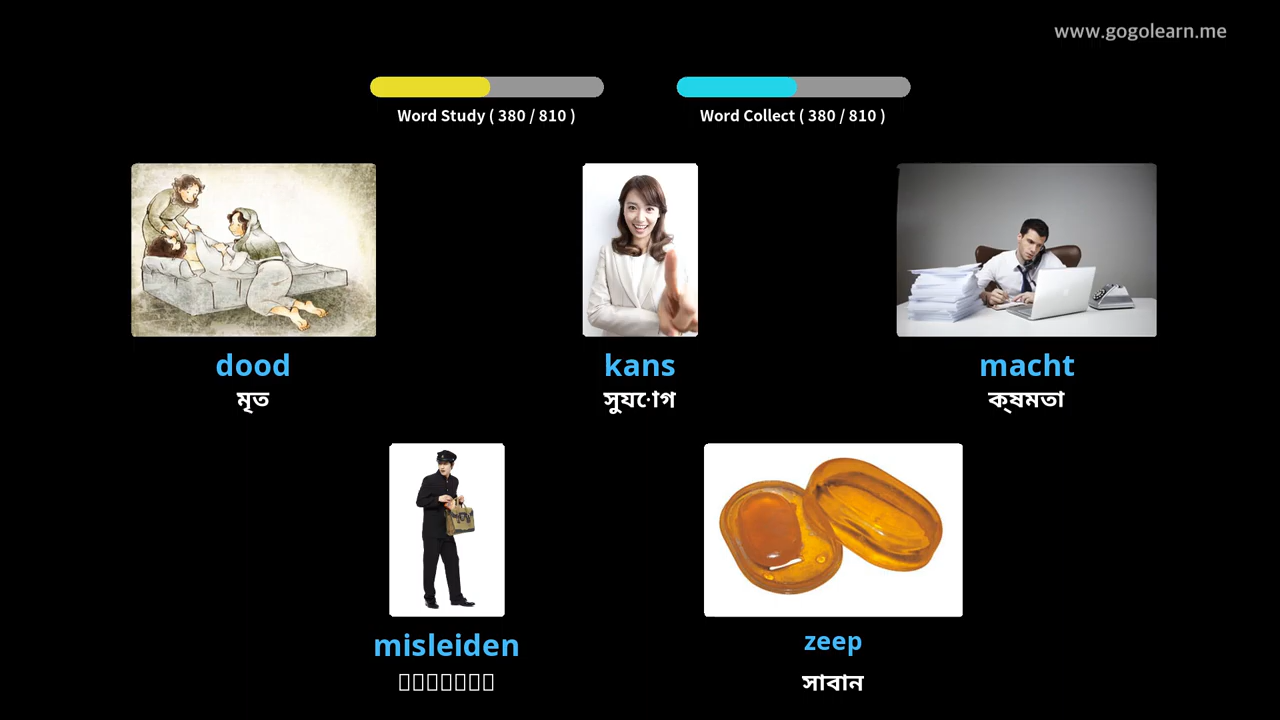 www.gogolearn.me
Word Study ( 380 / 810 )
Word Collect ( 380 / 810 )
dood
মৃত
kans
সুযোগ
macht
ক্ষমতা
misleiden
zeep
সাবান